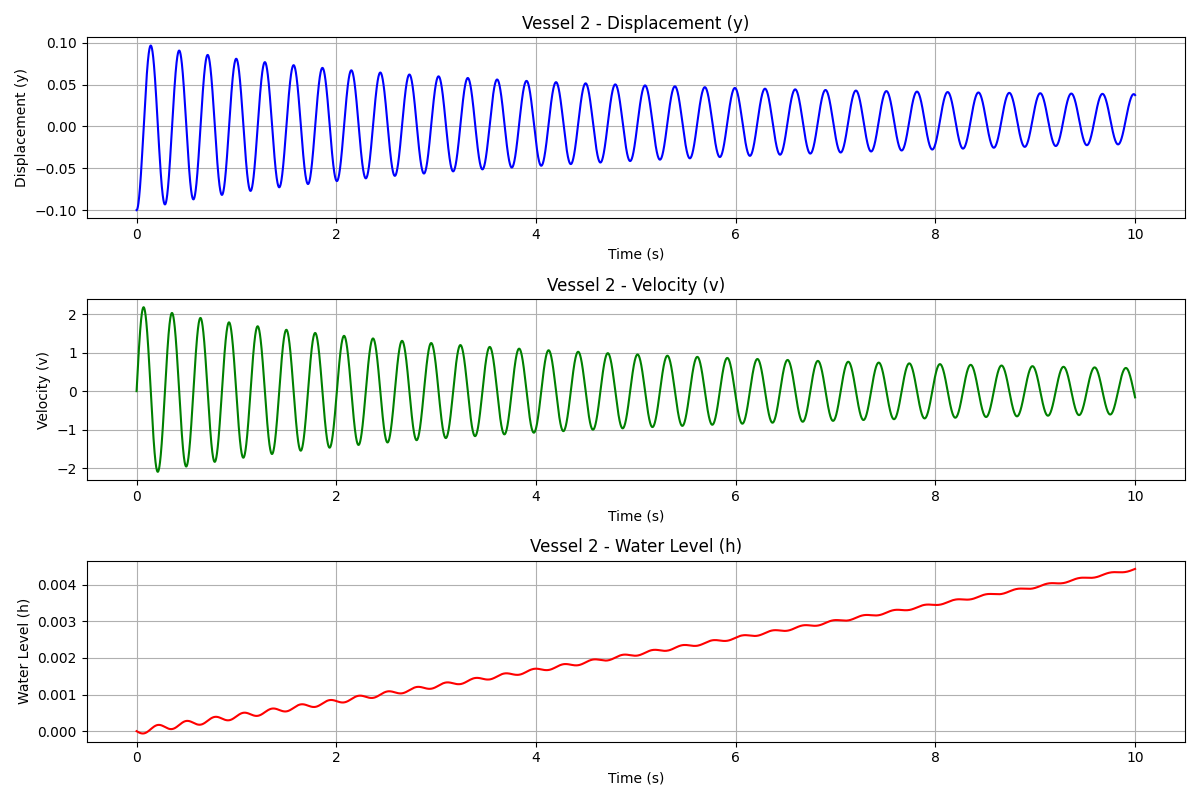 Vessel 2 - Displacement (y)
Displacement (y)
0.10
0.05
0.00
−0.05
−0.10
0 2 4 6 8 10
Time (s)
Vessel 2 - Velocity (v)
Velocity (v)
2
1
0
−1
−2
0 2 4 6 8 10
Time (s)
Vessel 2 - Water Level (h)
Water Level (h)
0.004
0.003
0.002
0.001
0.000
0 2 4 6 8 10
Time (s)